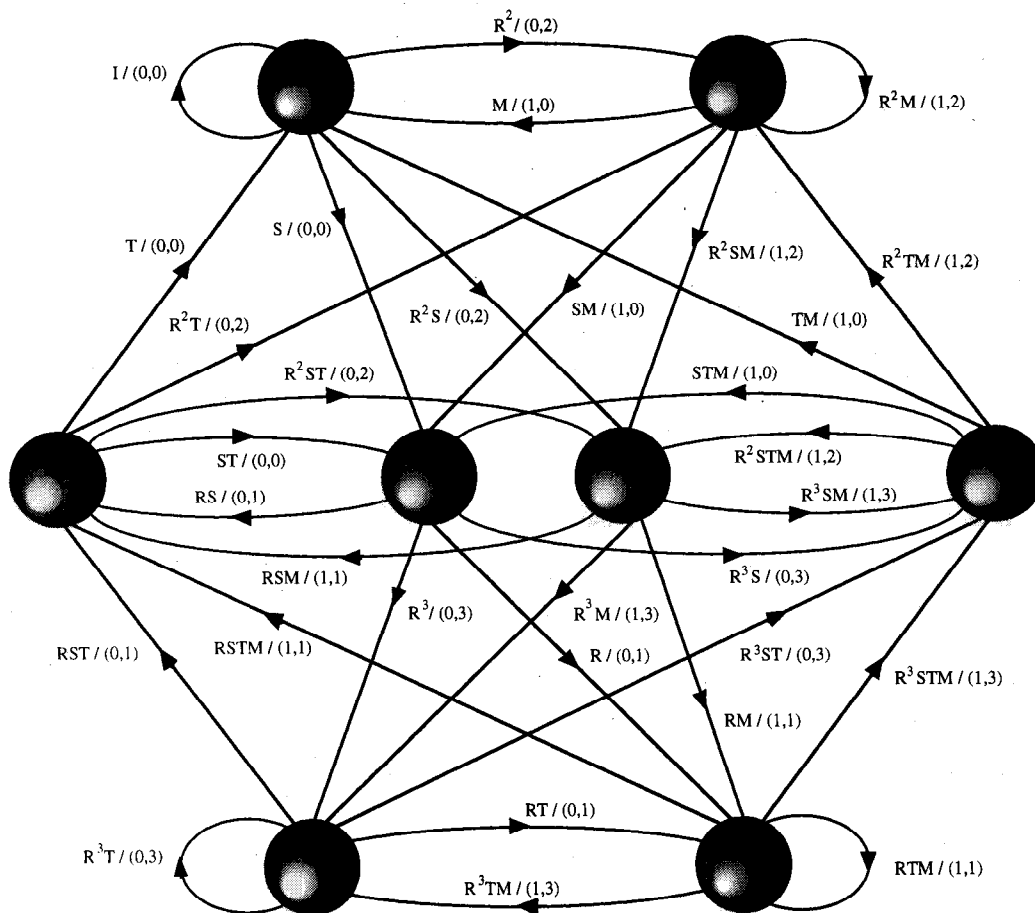 R²/(0,2)
I/(0,0)
M/(1,0)
R²M/(1,2)
S/(0,0)
T/(0,0)
R²SM/(1,2)
R²TM/(1,2)
R²T/(0,2)
R²S/(0,2)
SM/(1,0)
TM/(1,0)
R²ST/(0,2)
STM/(1,0)
ST/(0,0)
R²STM/(1,2)
RS/(0,1)
R³SM/(1,3)
RSM/(1,1)
R³S/(0,3)
R³/(0,3)
R³M/(1,3)
RST/(0,1)
RSTM/(1,1)
R/(0,1)
R³ST/(0,3)
R³STM/(1,3)
RM/(1,1)
RT/(0,1)
R³T/(0,3)
R³TM/(1,3)
RTM/(1,1)